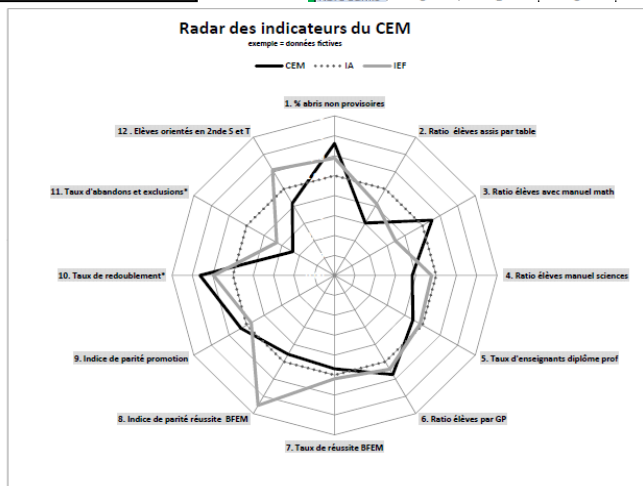 Radar des indicateurs du CEM
exemple = données fictives
CEM IA IEF
1. % abris non provisoires
12 . Elèves orientés en 2nde S et T
2. Ratio élèves assis par table
11. Taux d'abandons et exclusions*
3. Ratio élèves avec manuel math
10. Taux de redoublement*
4. Ratio élèves manuel sciences
9. Indice de parité promotion
5. Taux d'enseignants diplôme prof
8. Indice de parité réussite BFEM
6. Ratio élèves par GP
7. Taux de réussite BFEM